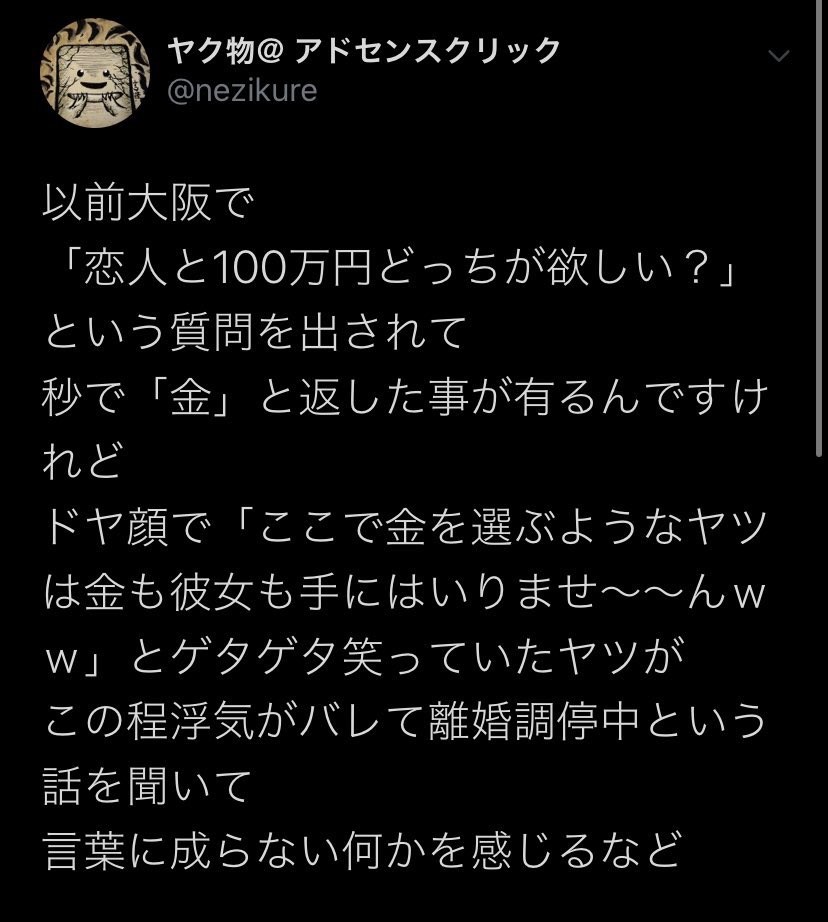 ヤク物@ アドセンスクリック
@nezikure
以前大阪で
「恋人と100万円どっちが欲しい？」
という質問を出されて
秒で「金」と返した事が有るんですけ
れど
ドヤ顔で「ここで金を選ぶようなヤツ
は金も彼女も手にはいりませ〜〜んｗ
ｗ」とゲタゲタ笑っていたヤツが
この程浮気がバレて離婚調停中という
話を聞いて
言葉に成らない何かを感じるなど